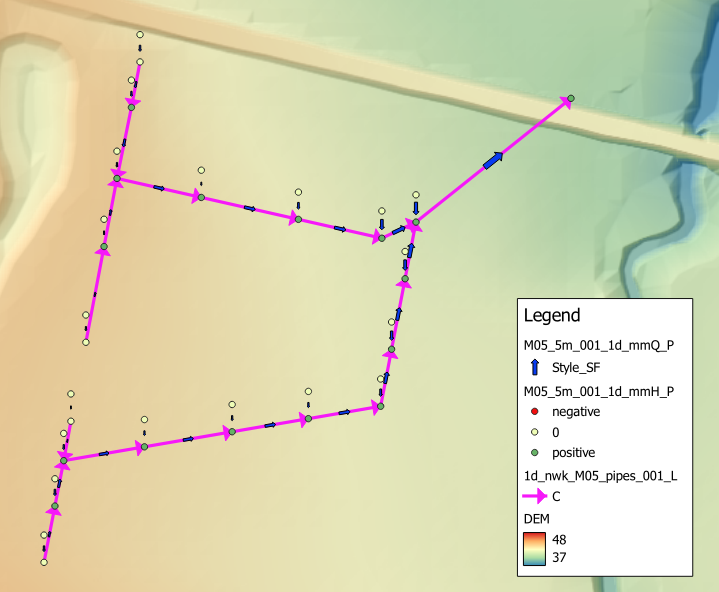 Legend
M05_5m_001_1d_mmQ_P
Style_SF
M05_5m_001_1d_mmH_P
negative
0
positive
1d_nwk_M05_pipes_001_L
C
DEM
48
37